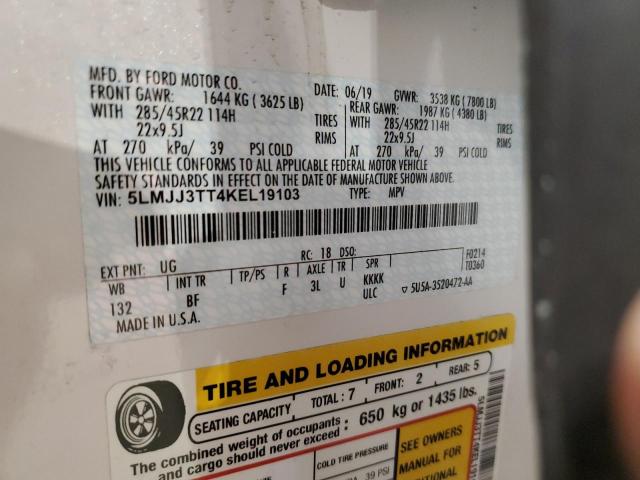 MFD. BY FORD MOTOR CO.
DATE: 06/19 GVWR: 3538 KG (7800 LB)
FRONT GAWR: 1644 KG (3625 LB) REAR GAWR: 1987 KG (4380 LB)
WITH 285/45R22 114H TIRES WITH 285/45R22 114H TIRES
22x9.5J RIMS 22x9.5J RIMS
AT 270 kPa/ 39 PSI COLD AT 270 kPa/ 39 PSI COLD
THIS VEHICLE CONFORMS TO ALL APPLICABLE FEDERAL MOTOR VEHICLE
SAFETY STANDARDS IN EFFECT ON THE DATE OF MANUFACTURE SHOWN ABOVE.
VIN: 5LMJJ3TT4KEL19103 TYPE: MPV
EXT PNT: UG RC: 18 DSO: F0214
T0360
WB INT TR TP/PS R AXLE TR SPR
132 BF F 3L U KKKK
ULC ▽ 5U5A-3520472-AA
MADE IN U.S.A.
TIRE AND LOADING INFORMATION
SEATING CAPACITY TOTAL: 7 FRONT: 2 REAR: 5
The combined weight of occupants
and cargo should never exceed: 650 kg or 1435 lbs.
COLD TIRE PRESSURE
39 PSI
SEE OWNERS
MANUAL FOR